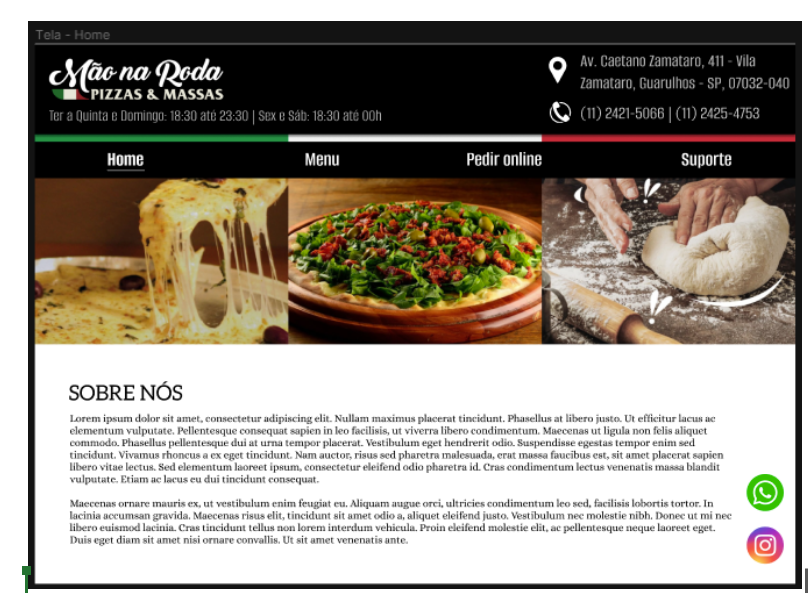 Tela - Home
Mão na Roda
PIZZAS & MASSAS
Ter a Quinta e Domingo: 18:30 até 23:30 | Sex e Sáb: 18:30 até 00h
Av. Caetano Zamataro, 411 - Vila
Zamataro, Guarulhos - SP, 07032-040
(11) 2421-5066 | (11) 2425-4753
Home
Menu
Pedir online
Suporte
SOBRE NÓS
Lorem ipsum dolor sit amet, consectetur adipiscing elit. Nullam maximus placerat tincidunt. Phasellus at libero justo. Ut efficitur lacus ac
elementum vulputate. Pellentesque consequat sapien in leo facilisis, ut viverra libero condimentum. Maecenas ut ligula non felis aliquet
commodo. Phasellus pellentesque dui at urna tempor placerat. Vestibulum eget hendrerit odio. Suspendisse egestas tempor enim sed
tincidunt. Vivamus rhoncus a ex eget tincidunt. Nam auctor, risus sed pharetra malesuada, erat massa faucibus est, sit amet placerat sapien
libero vitae lectus. Sed elementum laoreet ipsum, consectetur eleifend odio pharetra id. Cras condimentum lectus venenatis massa blandit
vulputate. Etiam ac lacus eu dui tincidunt consequat.
Maecenas ornare mauris ex, ut vestibulum enim feugiat eu. Aliquam augue orci, ultricies condimentum leo sed, facilisis lobortis tortor. In
lacinia accumsan gravida. Maecenas risus elit, tincidunt sit amet odio a, aliquet eleifend justo. Vestibulum nec molestie nibh. Donec ut mi nec
libero euismod lacinia. Cras tincidunt tellus non lorem interdum vehicula. Proin eleifend molestie elit, ac pellentesque neque laoreet eget.
Duis eget diam sit amet nisi ornare convallis. Ut sit amet venenatis ante.